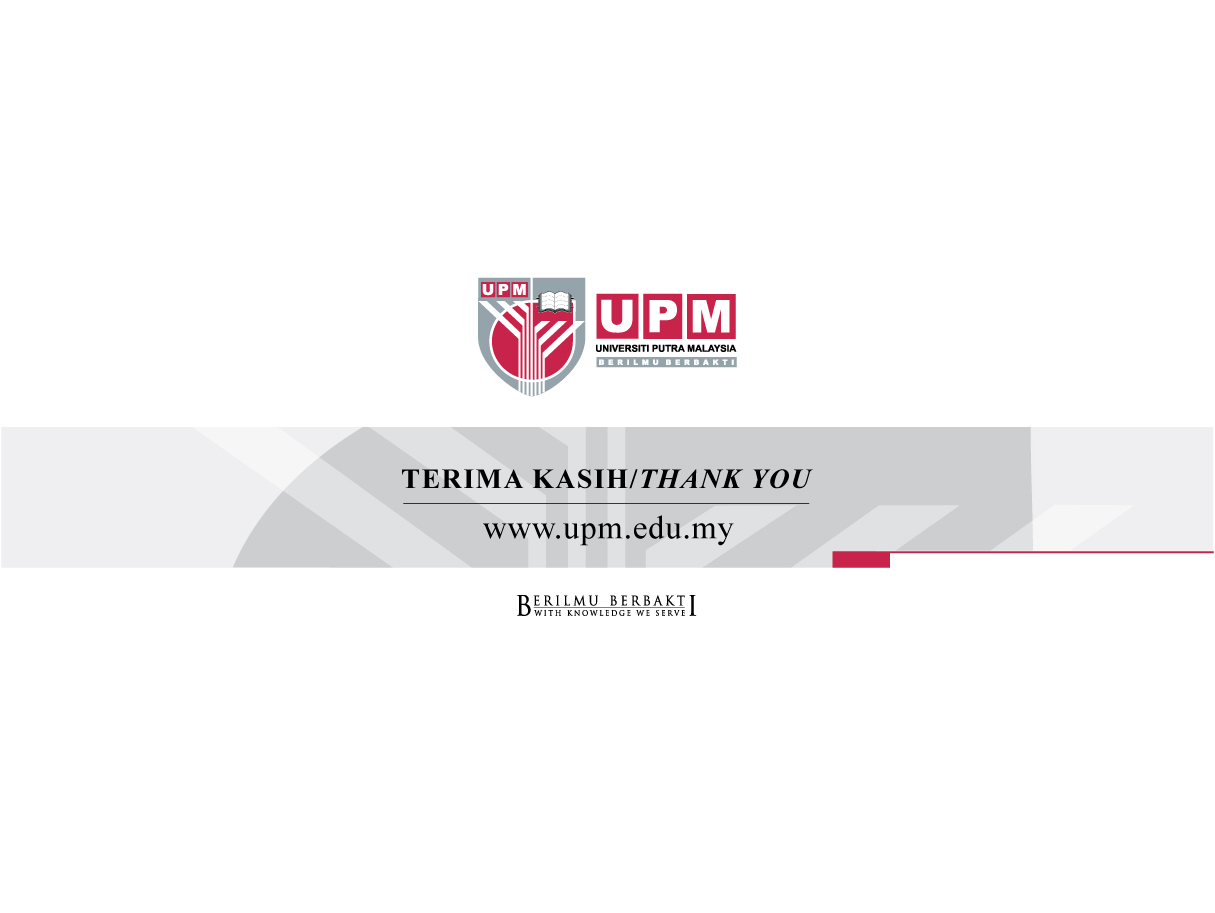 UPM
UPM
UNIVERSITI PUTRA MALAYSIA
BERILMU BERBAKTI
TERIMA KASIH/THANK YOU
www.upm.edu.my
BERILMU BERBAKTI
WITH KNOWLEDGE WE SERVE